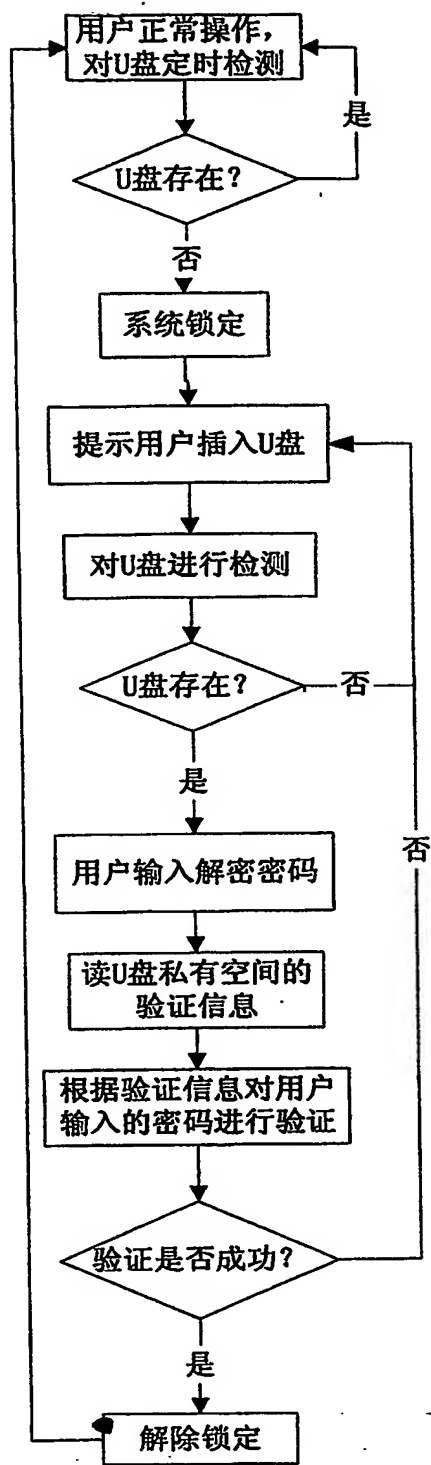 用户正常操作,
对U盘定时检测
是
U盘存在?
否
系统锁定
提示用户插入U盘
对U盘进行检测
U盘存在?
否
是
否
用户输入解密密码
读U盘私有空间的
验证信息
根据验证信息对用户
输入的密码进行验证
验证是否成功?
是
解除锁定